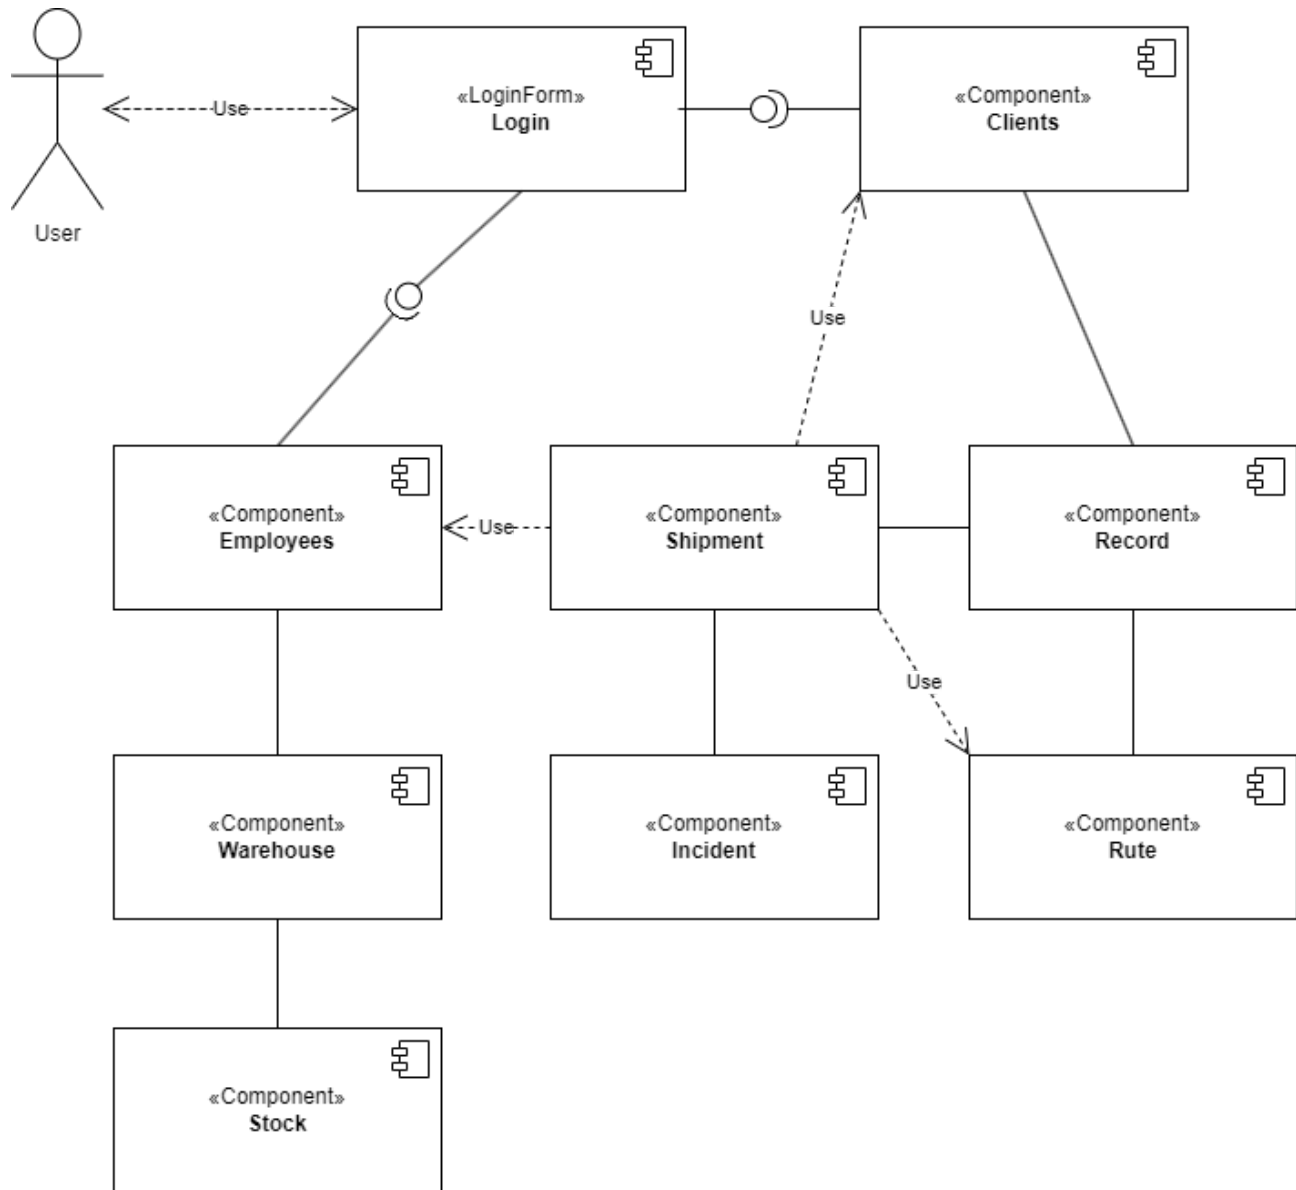 «LoginForm»
Login
«Component»
Clients
Use
User
Use
«Component»
Employees
Use
«Component»
Shipment
«Component»
Record
Use
«Component»
Warehouse
«Component»
Incident
«Component»
Rute
«Component»
Stock